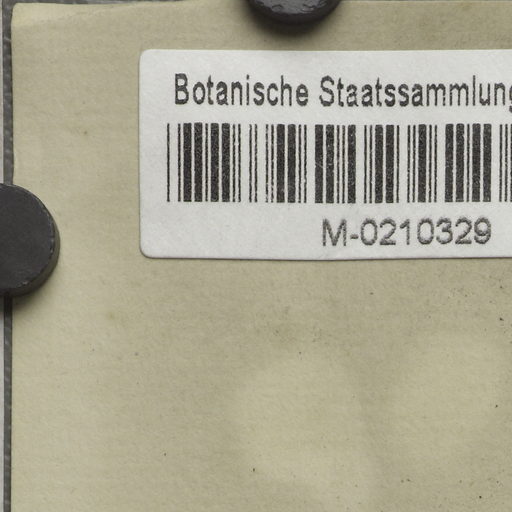 Botanische Staatssammlung
M-0210329